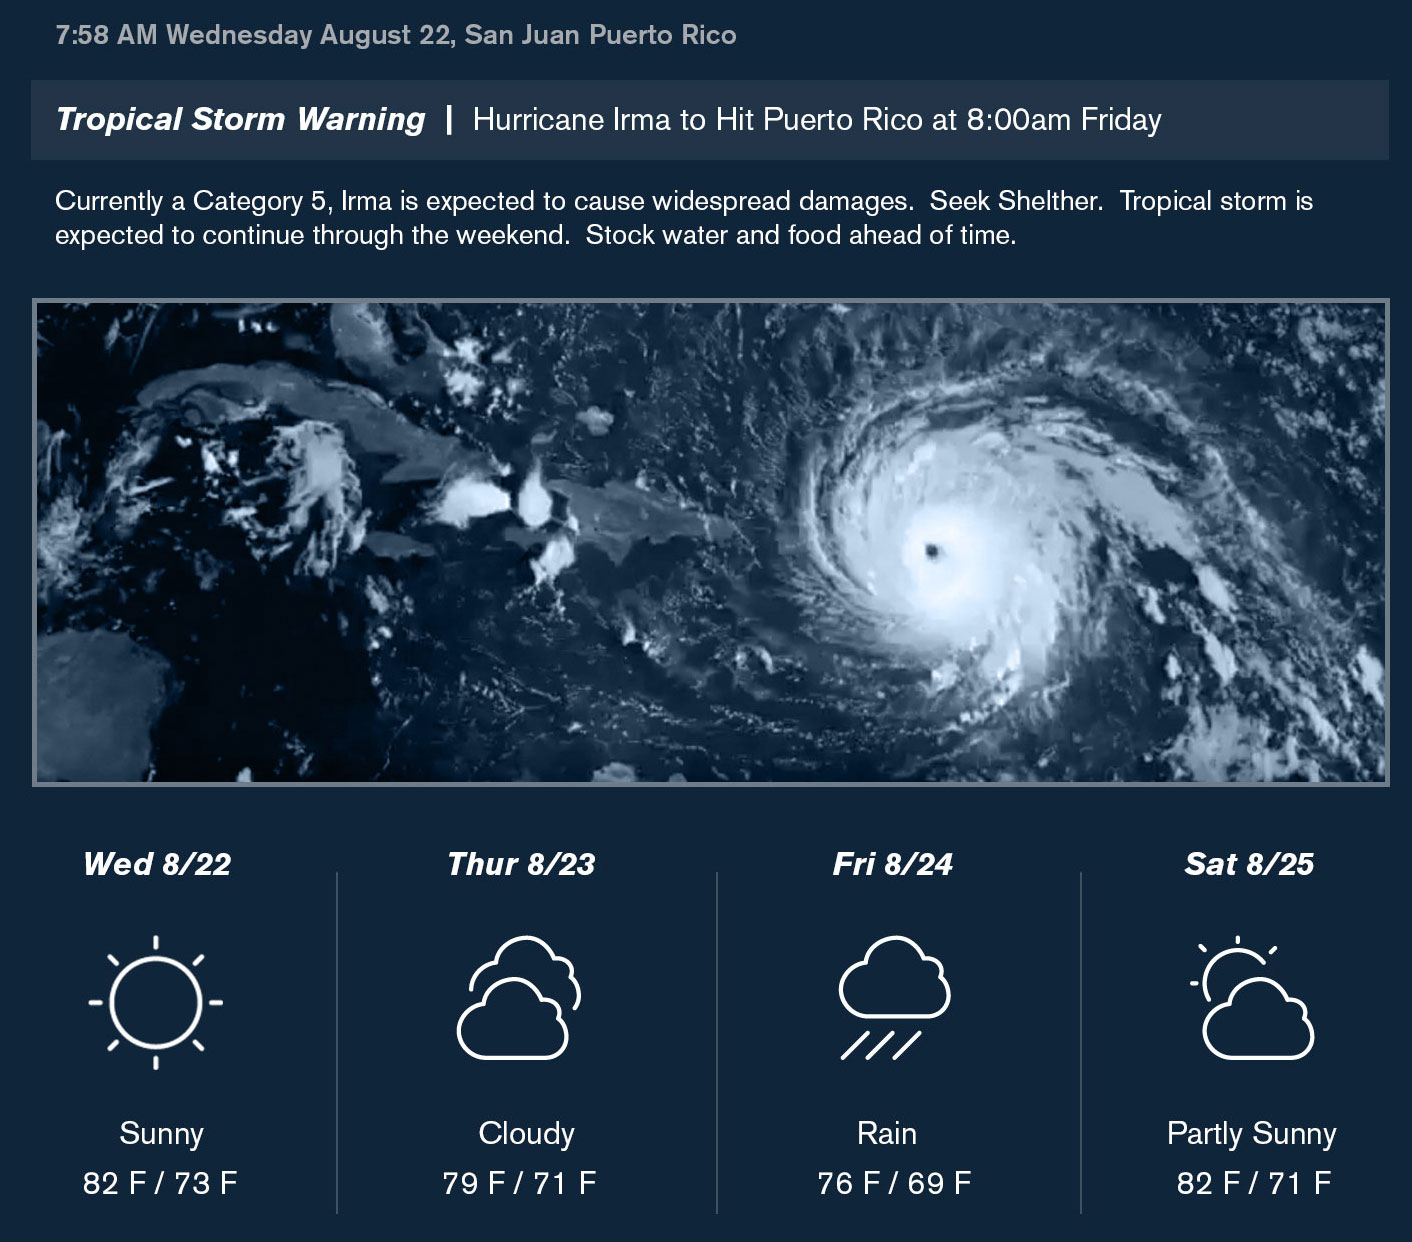 7:58 AM Wednesday August 22, San Juan Puerto Rico
Tropical Storm Warning | Hurricane Irma to Hit Puerto Rico at 8:00am Friday
Currently a Category 5, Irma is expected to cause widespread damages. Seek Shelther. Tropical storm is
expected to continue through the weekend. Stock water and food ahead of time.
Wed 8/22
Thur 8/23
Fri 8/24
Sat 8/25
Sunny
Cloudy
Rain
Partly Sunny
82 F / 73 F
79 F / 71 F
76 F / 69 F
82 F / 71 F